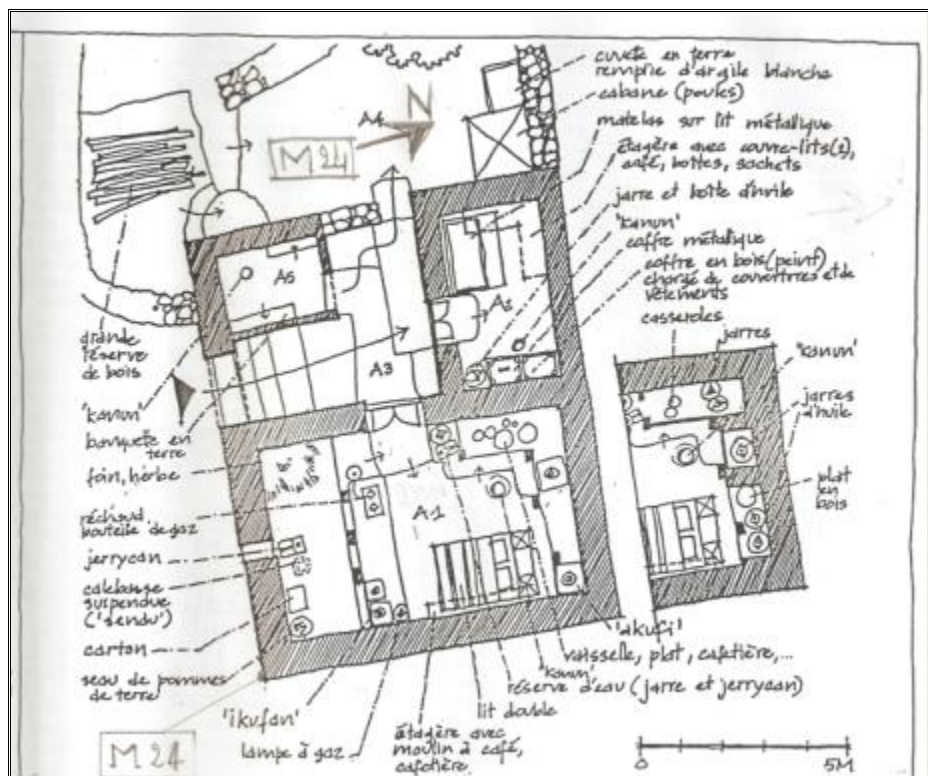 cuvete en terre
remplie d'argile blanche
cabane (poules)
matelas sur lit métallique
étagère avec couvre-lits(2),
café, bottes, sachets
jarre et boîte d'huile
'kanun'
coffre métallique
coffre en bois (peint)
chargé de couvertures et de
vêtements
casseroles
jarres
'kanun'
jarres
d'huile
plat
en
bois
N
A4
M 24
A5
A2
A3
A1
grande
réserve
de bois
'kanun'
banquete en
terre
foin, herbe
réchaud
bouteille de gaz
jerrycan
calebasse
suspendue
('sendu')
carton
seau de pommes
de terre
'ikufan'
lampe à gaz
étagère avec
moulin à café,
cafetière
lit double
'kanun'
réserve d'eau (jarre et jerrycan)
vaisselle, plat, cafetière,...
'akufi'
M 24
0
5M